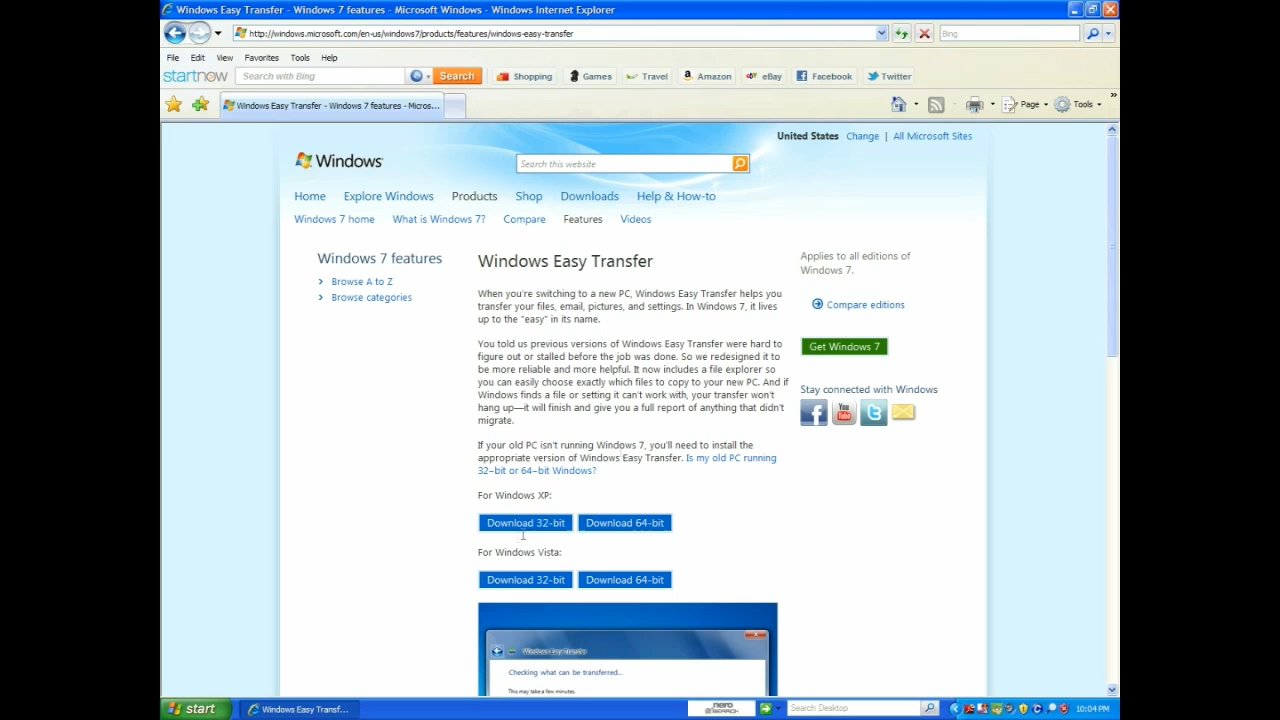 Windows Easy Transfer - Windows 7 features - Microsoft Windows - Windows Internet Explorer
http://windows.microsoft.com/en-us/windows7/products/features/windows-easy-transfer
Bing
File Edit View Favorites Tools Help
startnow Search with Bing Search Shopping Games Travel Amazon eBay Facebook Twitter
Windows Easy Transfer - Windows 7 features - Micros... Page Tools
United States Change | All Microsoft Sites
Windows Search this website
Home Explore Windows Products Shop Downloads Help & How-to
Windows 7 home What is Windows 7? Compare Features Videos
Windows 7 features
Browse A to Z
Browse categories
Windows Easy Transfer
When you're switching to a new PC, Windows Easy Transfer helps you
transfer your files, email, pictures, and settings. In Windows 7, it lives
up to the "easy" in its name.
You told us previous versions of Windows Easy Transfer were hard to
figure out or stalled before the job was done. So we redesigned it to
be more reliable and more helpful. It now includes a file explorer so
you can easily choose exactly which files to copy to your new PC. And if
Windows finds a file or setting it can't work with, your transfer won't
hang up—it will finish and give you a full report of anything that didn't
migrate.
If your old PC isn't running Windows 7, you'll need to install the
appropriate version of Windows Easy Transfer. Is my old PC running
32-bit or 64-bit Windows?
For Windows XP:
Download 32-bit Download 64-bit
For Windows Vista:
Download 32-bit Download 64-bit
Windows Easy Transfer
Checking what can be transferred...
This may take a few minutes.
Applies to all editions of
Windows 7.
Compare editions
Get Windows 7
Stay connected with Windows
f You Tube t
start Windows Easy Transf... nero SEARCH Search Desktop 10:04 PM